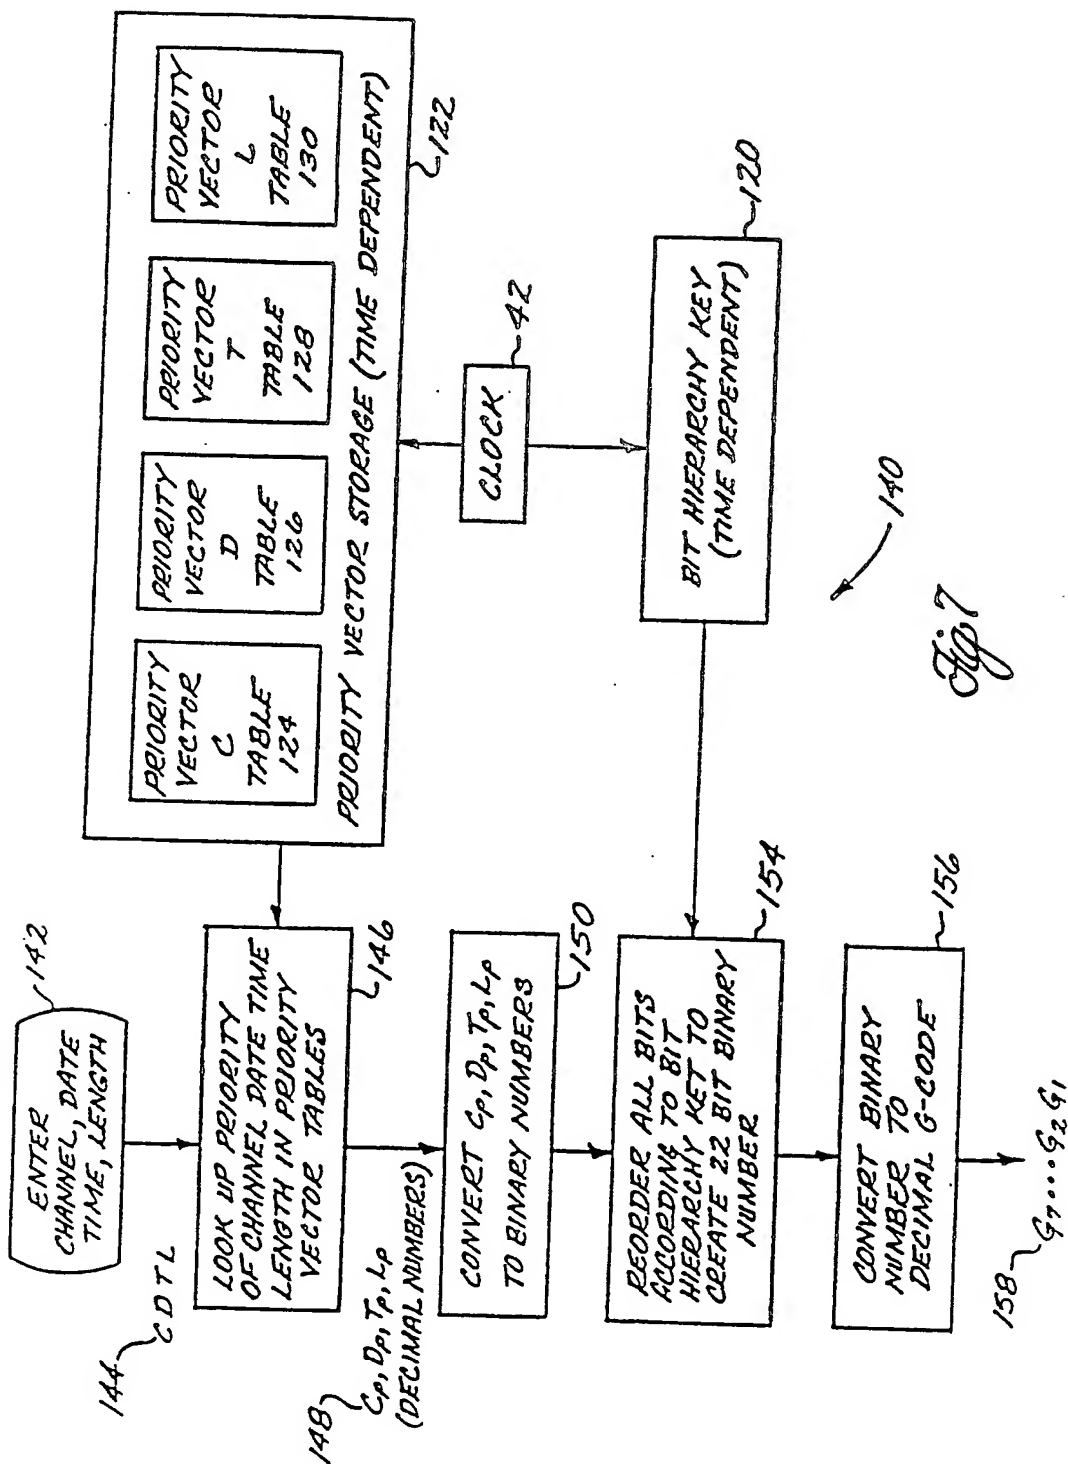 ENTER
CHANNEL, DATE
TIME, LENGTH
142
144
C D T L
LOOK UP PRIORITY
OF CHANNEL DATE TIME
LENGTH IN PRIORITY
VECTOR TABLES
146
148
Cp, Dp, Tp, Lp
(DECIMAL NUMBERS)
CONVERT Cp, Dp, Tp, Lp
TO BINARY NUMBERS
150
REORDER ALL BITS
ACCORDING TO BIT
HIERARCHY KET TO
CREATE 22 BIT BINARY
NUMBER
154
CONVERT BINARY
NUMBER TO
DECIMAL G-CODE
156
158
G7....G2G1
PRIORITY
VECTOR
C
TABLE
124
PRIORITY
VECTOR
D
TABLE
126
PRIORITY
VECTOR
T
TABLE
128
PRIORITY
VECTOR
L
TABLE
130
PRIORITY VECTOR STORAGE (TIME DEPENDENT)
122
CLOCK
42
BIT HIERARCHY KEY
(TIME DEPENDENT)
120
140
Fig 7